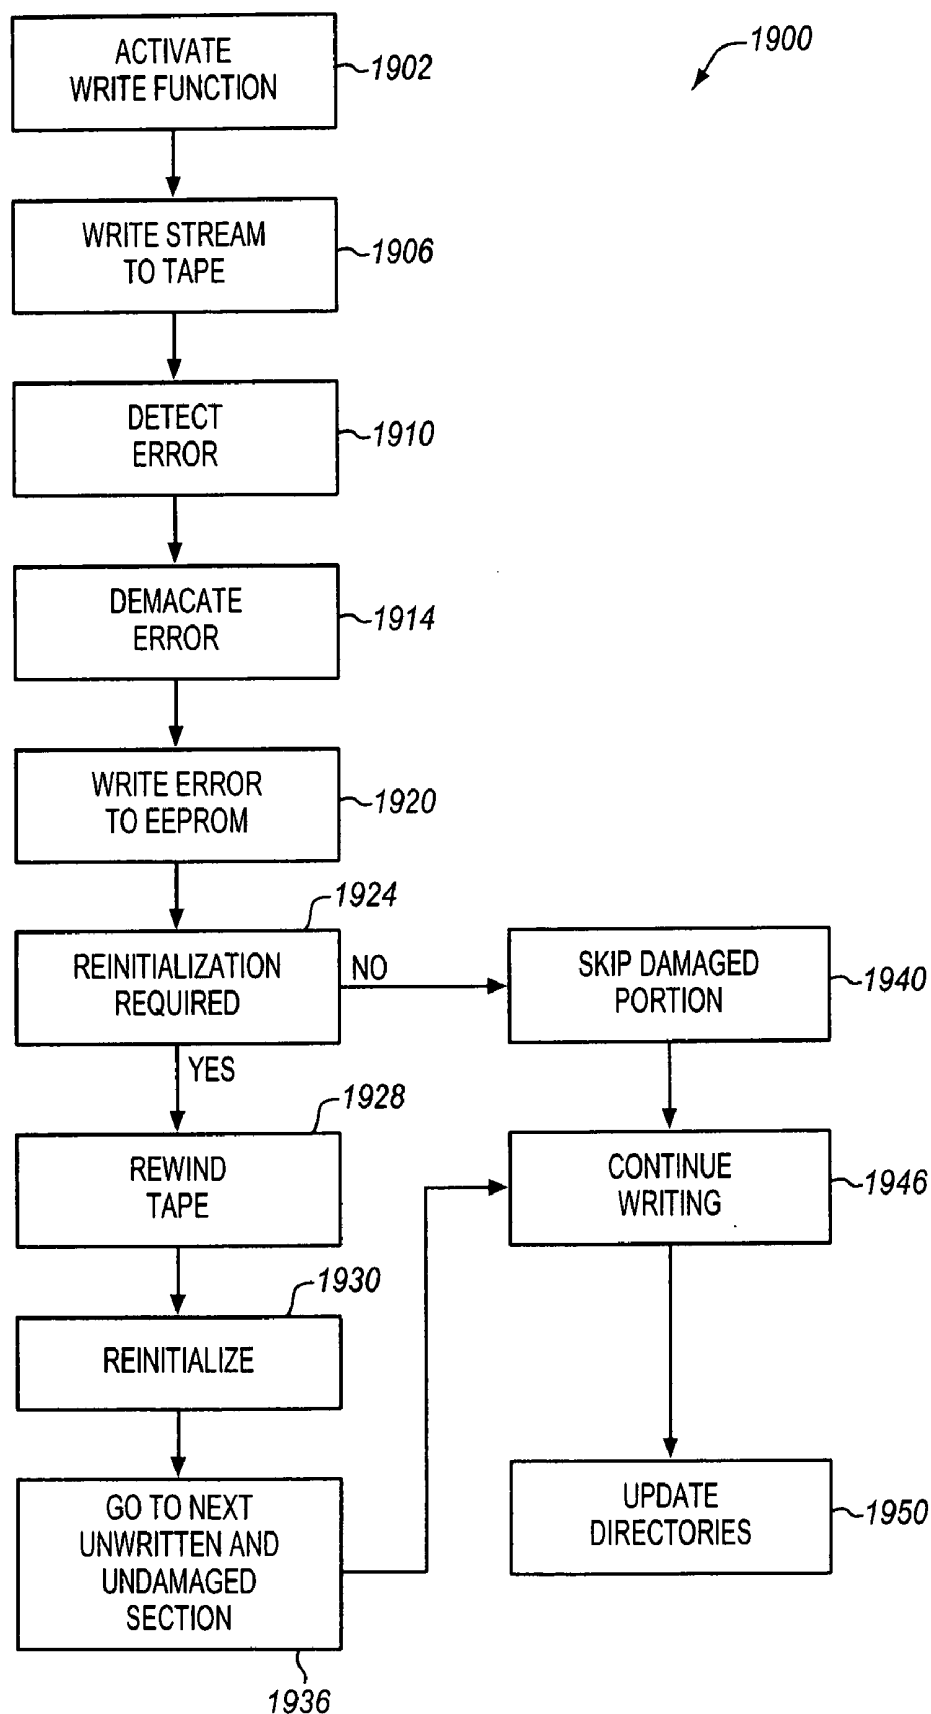 1900
ACTIVATE
WRITE FUNCTION
1902
WRITE STREAM
TO TAPE
1906
DETECT
ERROR
1910
DEMACATE
ERROR
1914
WRITE ERROR
TO EEPROM
1920
1924
REINITIALIZATION
REQUIRED
NO
YES
SKIP DAMAGED
PORTION
1940
1928
REWIND
TAPE
CONTINUE
WRITING
1946
1930
REINITIALIZE
GO TO NEXT
UNWRITTEN AND
UNDAMAGED
SECTION
1936
UPDATE
DIRECTORIES
1950